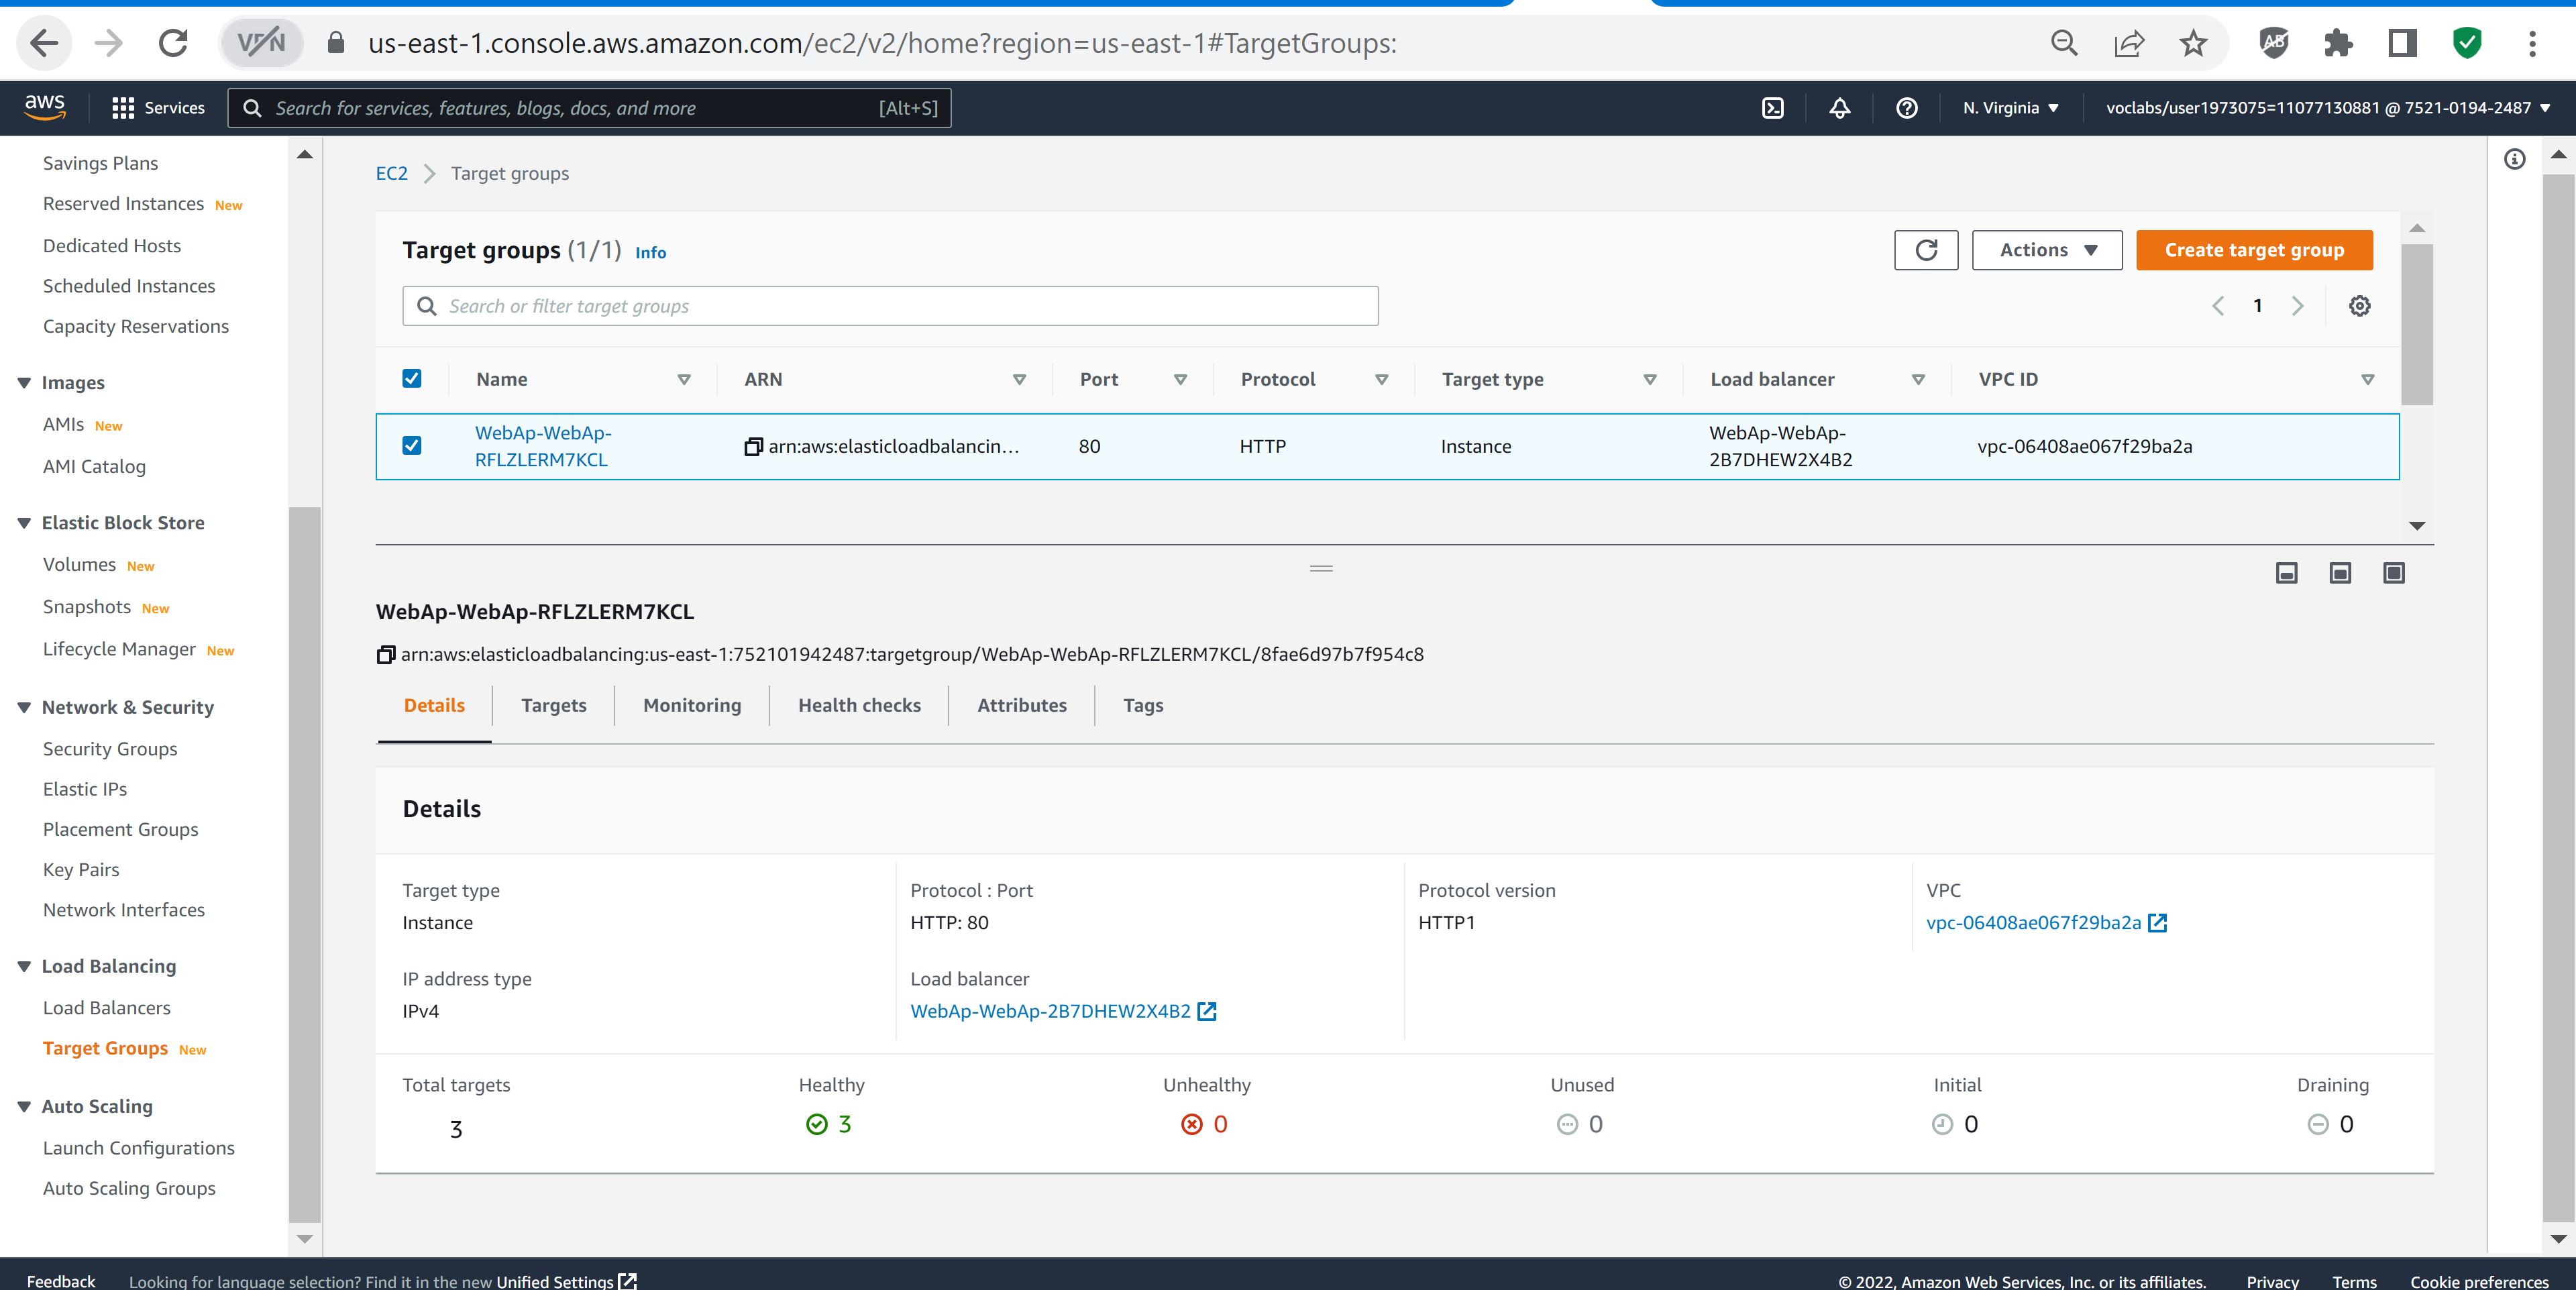 VPN
us-east-1.console.aws.amazon.com/ec2/v2/home?region=us-east-1#TargetGroups:
aws
Services
Search for services, features, blogs, docs, and more [Alt+S]
N. Virginia
voclabs/user1973075=11077130881 @ 7521-0194-2487
Savings Plans
Reserved Instances New
Dedicated Hosts
Scheduled Instances
Capacity Reservations
Images
AMIs New
AMI Catalog
Elastic Block Store
Volumes New
Snapshots New
Lifecycle Manager New
Network & Security
Security Groups
Elastic IPs
Placement Groups
Key Pairs
Network Interfaces
Load Balancing
Load Balancers
Target Groups New
Auto Scaling
Launch Configurations
Auto Scaling Groups
EC2 > Target groups
Target groups (1/1) Info
Actions
Create target group
Search or filter target groups
1
Name ARN Port Protocol Target type Load balancer VPC ID
WebAp-WebAp-
RFLZLERM7KCL
arn:aws:elasticloadbalancin...
80
HTTP
Instance
WebAp-WebAp-
2B7DHEW2X4B2
vpc-06408ae067f29ba2a
WebAp-WebAp-RFLZLERM7KCL
arn:aws:elasticloadbalancing:us-east-1:752101942487:targetgroup/WebAp-WebAp-RFLZLERM7KCL/8fae6d97b7f954c8
Details Targets Monitoring Health checks Attributes Tags
Details
Target type
Instance
Protocol : Port
HTTP: 80
Protocol version
HTTP1
VPC
vpc-06408ae067f29ba2a
IP address type
IPv4
Load balancer
WebAp-WebAp-2B7DHEW2X4B2
Total targets
3
Healthy
3
Unhealthy
0
Unused
0
Initial
0
Draining
0
Feedback
Looking for language selection? Find it in the new Unified Settings
© 2022, Amazon Web Services, Inc. or its affiliates.
Privacy
Terms
Cookie preferences